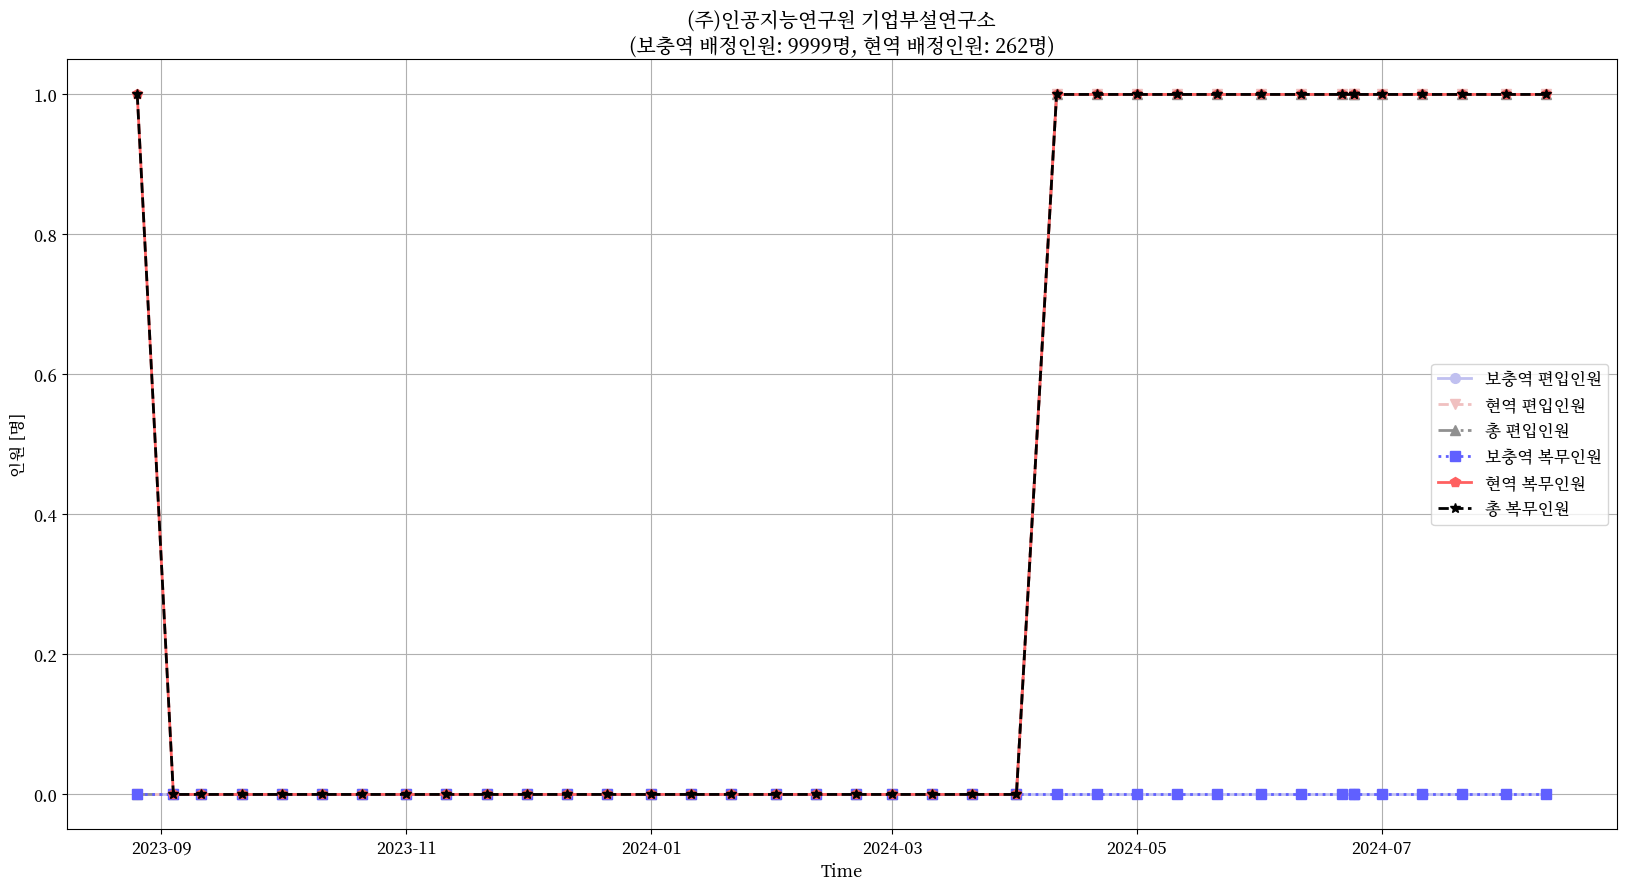 (주)인공지능연구원 기업부설연구소
(보충역 배정인원: 9999명, 현역 배정인원: 262명)
1.0
0.8
0.6
0.4
0.2
0.0
인원 [명]
보충역 편입인원
현역 편입인원
총 편입인원
보충역 복무인원
현역 복무인원
총 복무인원
2023-09 2023-11 2024-01 2024-03 2024-05 2024-07
Time